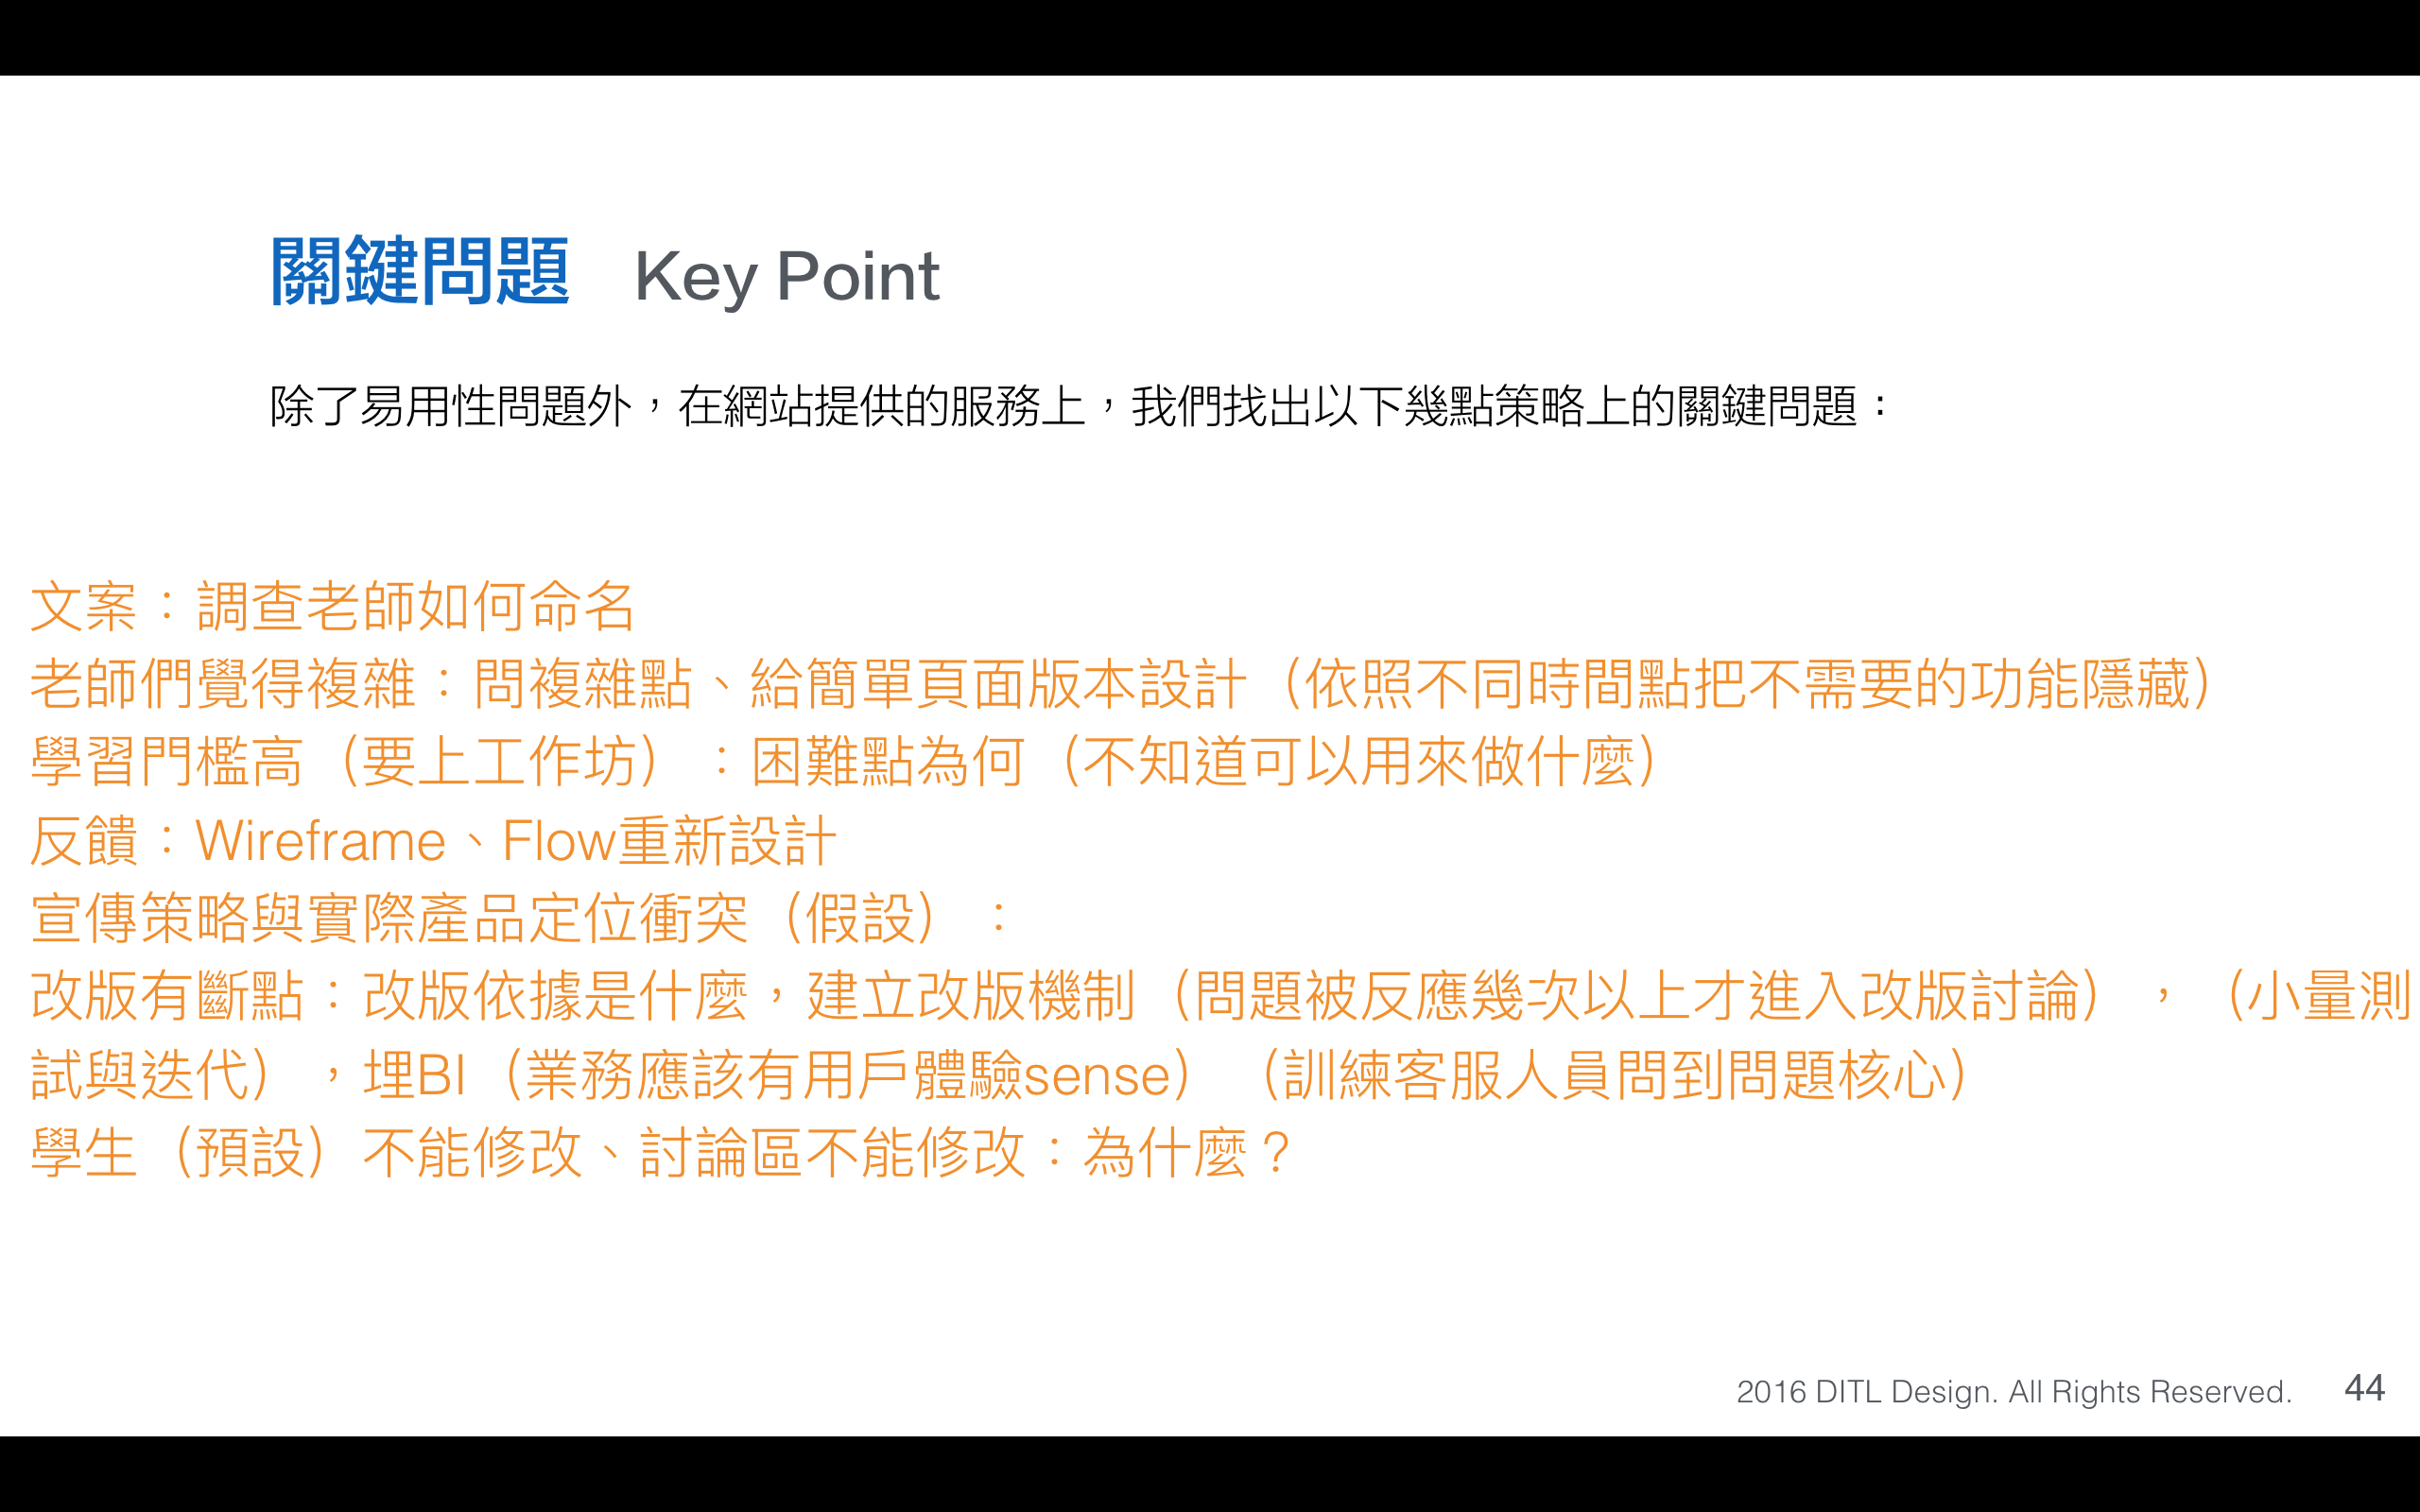 關鍵問題 Key Point
除了易用性問題外，在網站提供的服務上，我們找出以下幾點策略上的關鍵問題：
文案：調查老師如何命名
老師們覺得複雜：問複雜點、給簡單頁面版本設計（依照不同時間點把不需要的功能隱藏）
學習門檻高（要上工作坊）：困難點為何（不知道可以用來做什麼）
反饋：Wireframe、Flow重新設計
宣傳策略與實際產品定位衝突（假設）：
改版有斷點：改版依據是什麼，建立改版機制（問題被反應幾次以上才進入改版討論），（小量測
試與迭代），埋BI（業務應該有用戶體驗sense）（訓練客服人員問到問題核心）
學生（預設）不能修改、討論區不能修改：為什麼？
2016 DITL Design. All Rights Reserved. 44